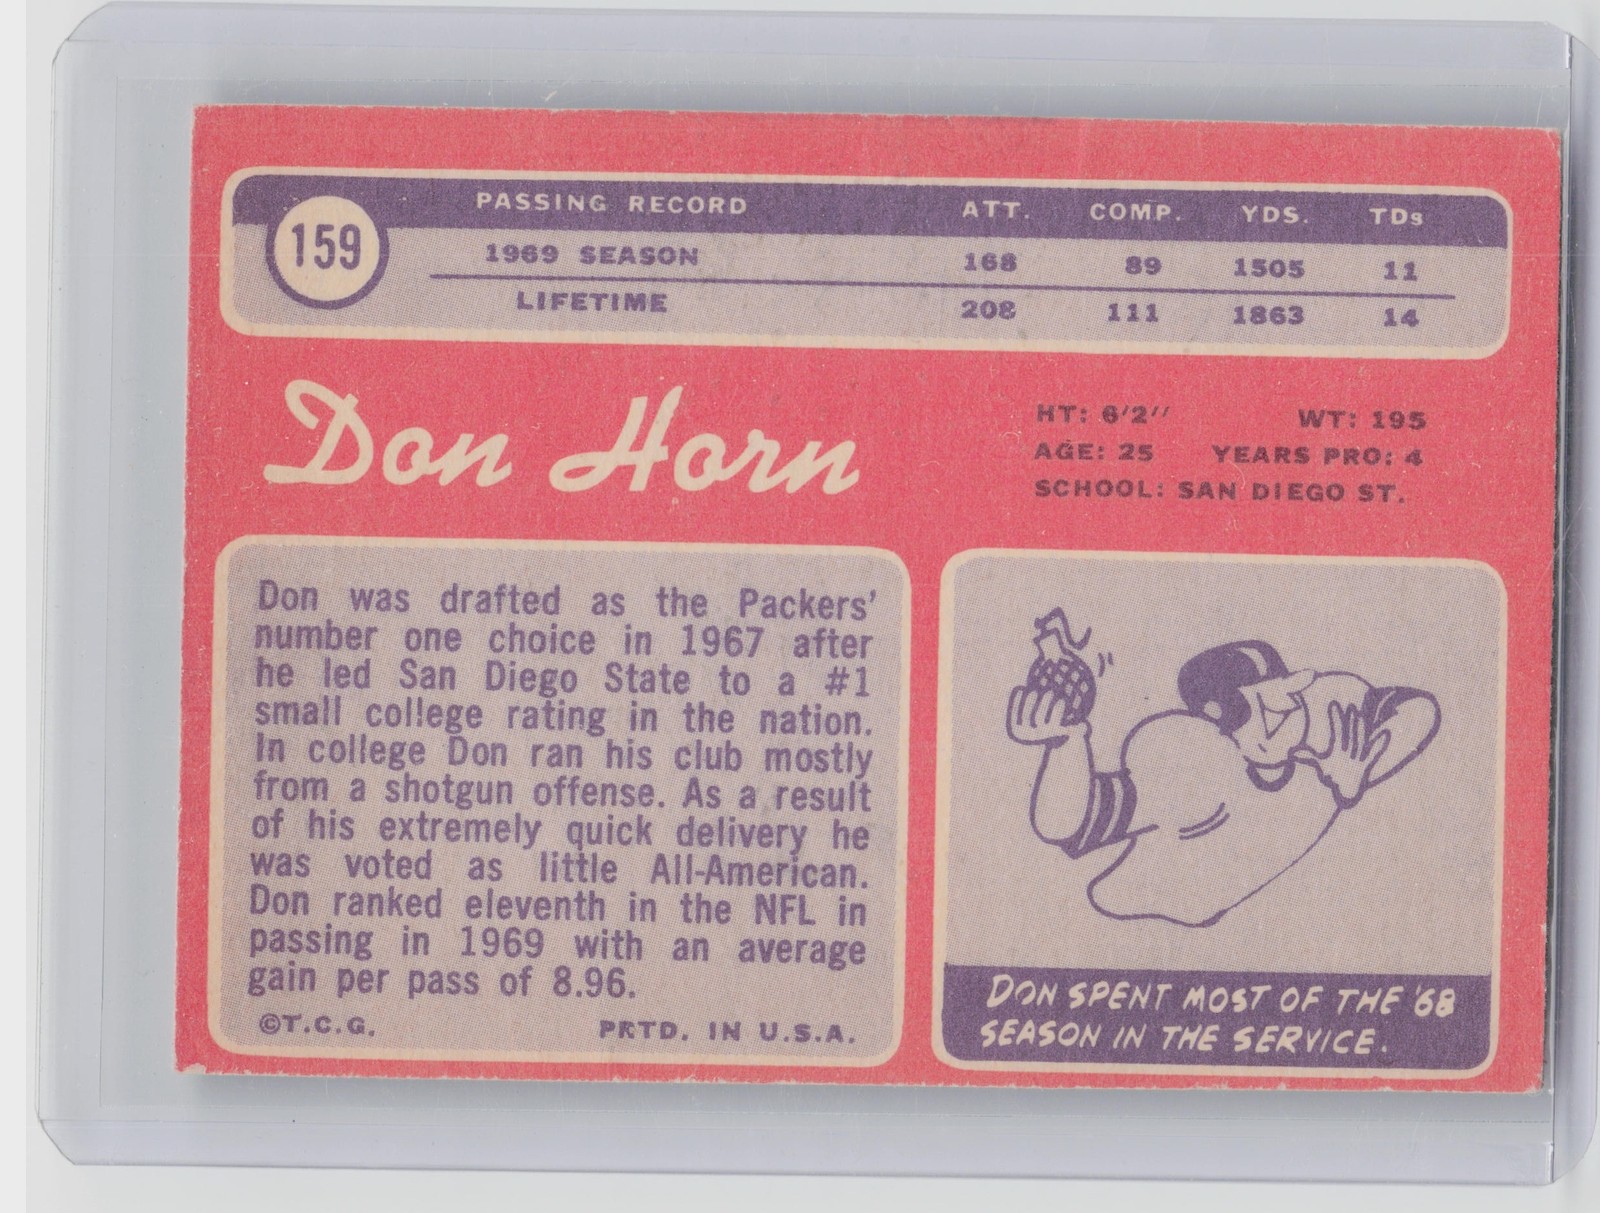 159
PASSING RECORD ATT. COMP. YDS. TDs
1969 SEASON 168 89 1505 11
LIFETIME 208 111 1863 14
Don Horn
HT: 6'2'' WT: 195
AGE: 25 YEARS PRO: 4
SCHOOL: SAN DIEGO ST.
Don was drafted as the Packers'
number one choice in 1967 after
he led San Diego State to a #1
small college rating in the nation.
In college Don ran his club mostly
from a shotgun offense. As a result
of his extremely quick delivery he
was voted as little All-American.
Don ranked eleventh in the NFL in
passing in 1969 with an average
gain per pass of 8.96.
©T.C.G. PRTD. IN U.S.A.
DON SPENT MOST OF THE '68
SEASON IN THE SERVICE.